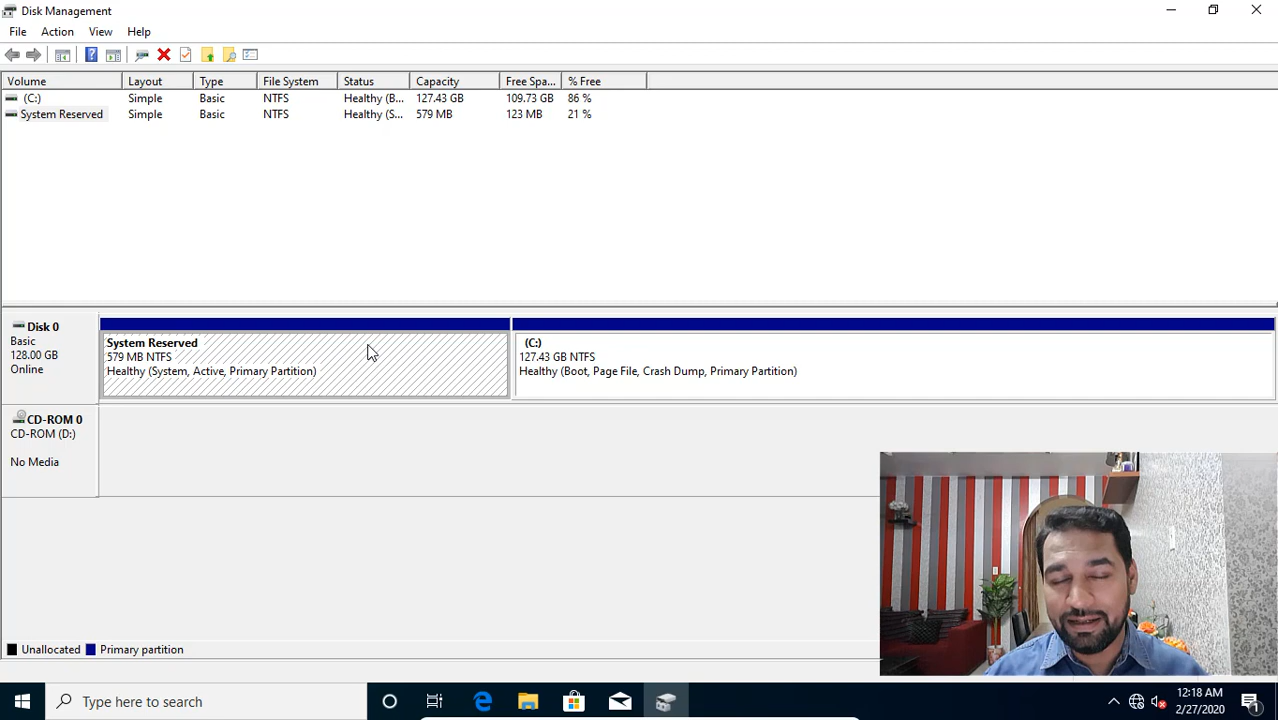 Disk Management
File Action View Help
Volume Layout Type File System Status Capacity Free Spa... % Free
(C:) Simple Basic NTFS Healthy (B... 127.43 GB 109.73 GB 86 %
System Reserved Simple Basic NTFS Healthy (S... 579 MB 123 MB 21 %
Disk 0
Basic
128.00 GB
Online
System Reserved
579 MB NTFS
Healthy (System, Active, Primary Partition)
(C:)
127.43 GB NTFS
Healthy (Boot, Page File, Crash Dump, Primary Partition)
CD-ROM 0
CD-ROM (D:)
No Media
Unallocated Primary partition
Type here to search
12:18 AM
2/27/2020
1